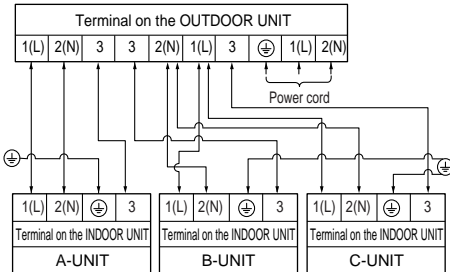 Terminal on the OUTDOOR UNIT
1(L) 2(N) 3 3 2(N) 1(L) 3 1(L) 2(N)
Power cord
1(L) 2(N) 3 1(L) 2(N) 3 1(L) 2(N) 3
Terminal on the INDOOR UNIT Terminal on the INDOOR UNIT Terminal on the INDOOR UNIT
A-UNIT B-UNIT C-UNIT